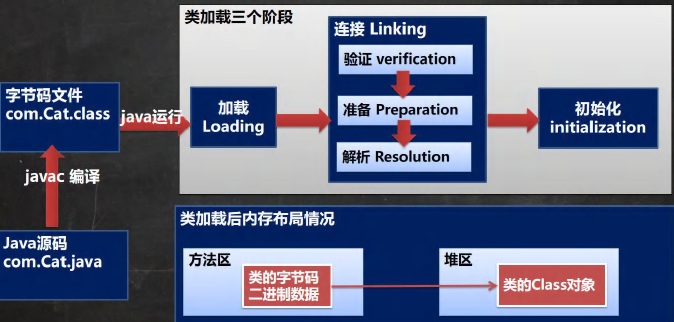 类加载三个阶段
连接 Linking
验证 verification
字节码文件
com.Cat.class
java运行
加载
Loading
准备 Preparation
初始化
initialization
解析 Resolution
javac 编译
类加载后内存布局情况
Java源码
com.Cat.java
方法区
类的字节码
二进制数据
堆区
类的Class对象